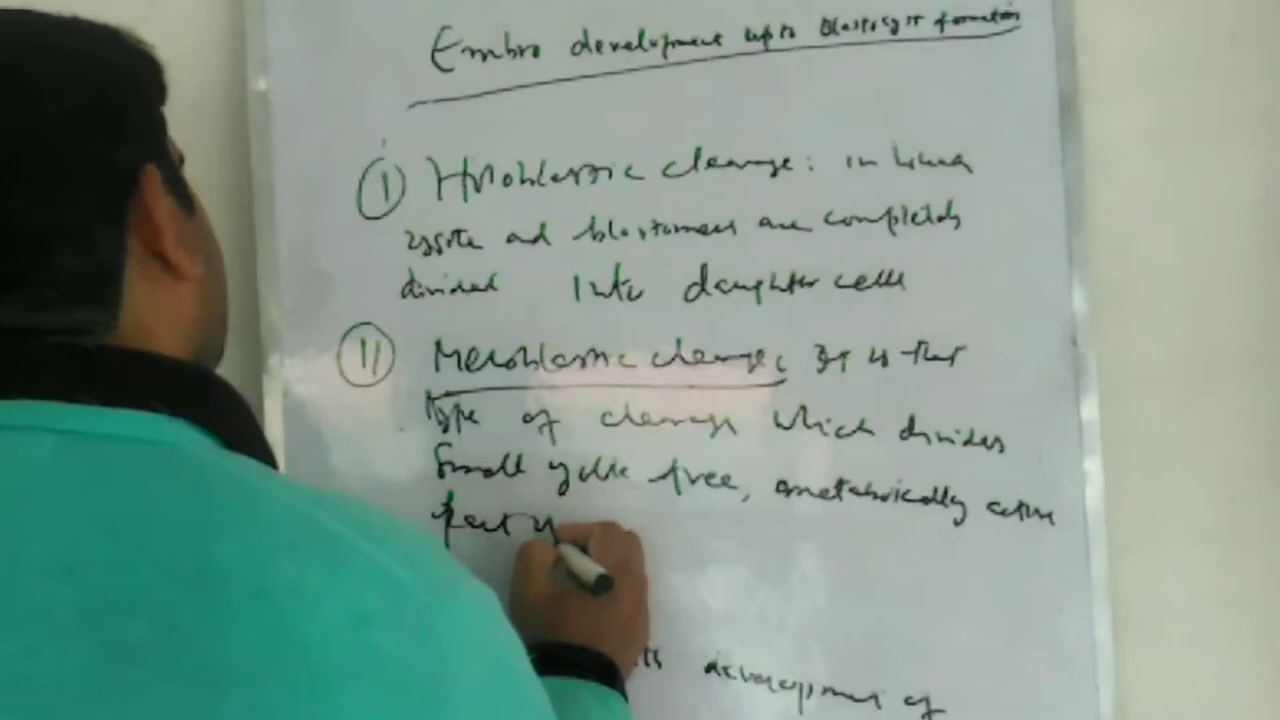 Embro development upto Blastocyst formation
I Holoblastic cleavage: in human
zygote and blastomeres are completely
divided into daughter cells
II Meroblastic cleavage: It is that
type of cleavage which divides
Small yolk free, metabolically active
part
development of